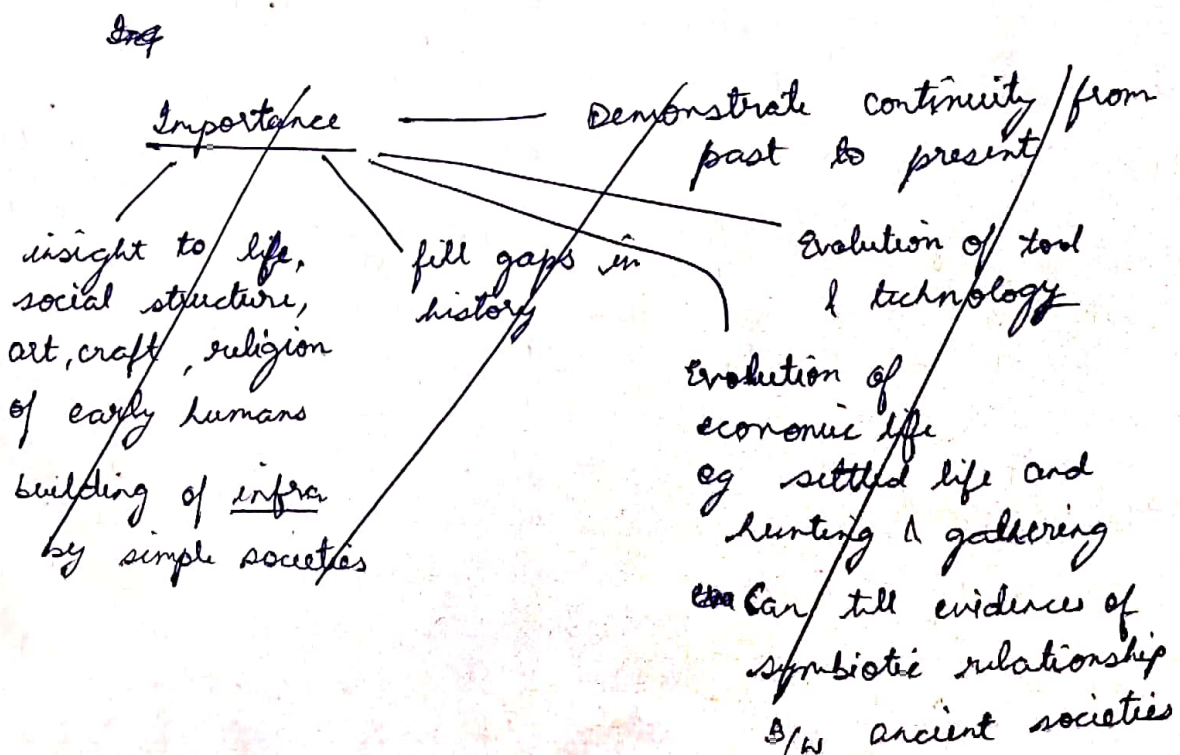 Importance
Demonstrate continuity from
past to present
insight to life,
social structure,
art, craft, religion
of early humans
building of infra
by simple societies
fill gaps in
history
Evolution of tool
& technology
Evolution of
economic life
eg settled life and
hunting & gathering
Can tell evidences of
symbiotic relationship
B/w ancient societies